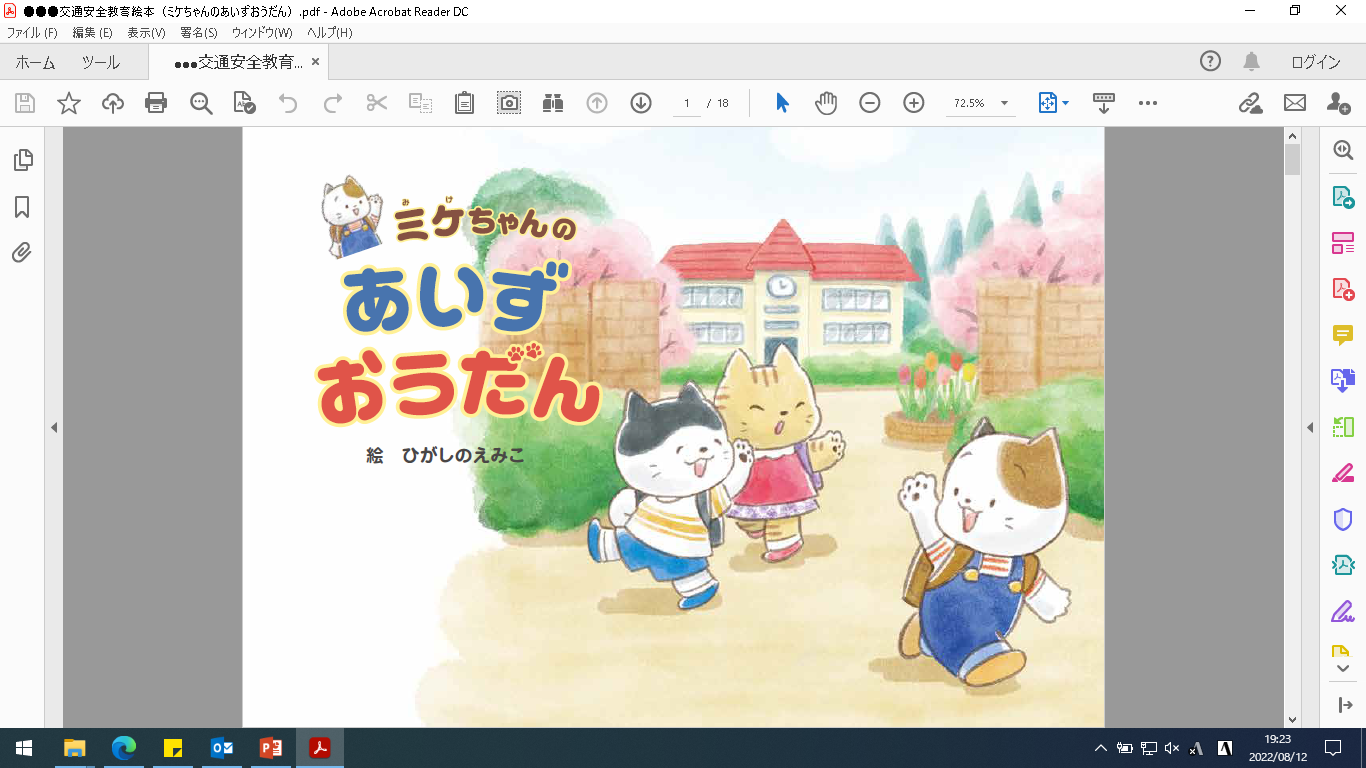 ●●●交通安全教育絵本（ミケちゃんのあいずおうだん）.pdf - Adobe Acrobat Reader DC
ファイル(F) 編集(E) 表示(V) 署名(S) ウィンドウ(W) ヘルプ(H)
ホーム ツール ●●●交通安全教育... × ログイン
1 / 18 72.5%
みけ
ミケちゃんの
あいず
おうだん
絵 ひがしのえみこ
19:23
2022/08/12